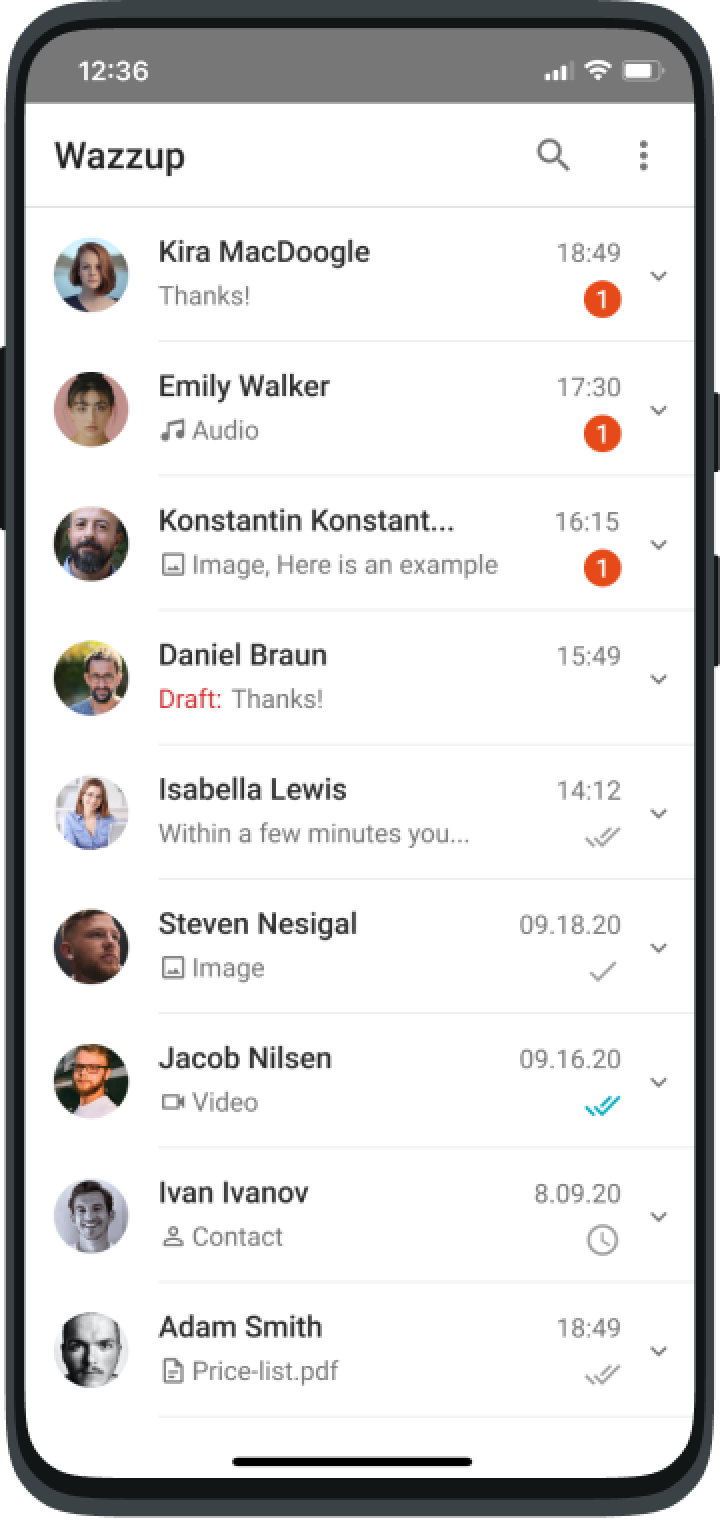 12:36
Wazzup
Kira MacDoogle 18:49
Thanks! 1
Emily Walker 17:30
Audio 1
Konstantin Konstant... 16:15
Image, Here is an example 1
Daniel Braun 15:49
Draft: Thanks!
Isabella Lewis 14:12
Within a few minutes you...
Steven Nesigal 09.18.20
Image
Jacob Nilsen 09.16.20
Video
Ivan Ivanov 8.09.20
Contact
Adam Smith 18:49
Price-list.pdf